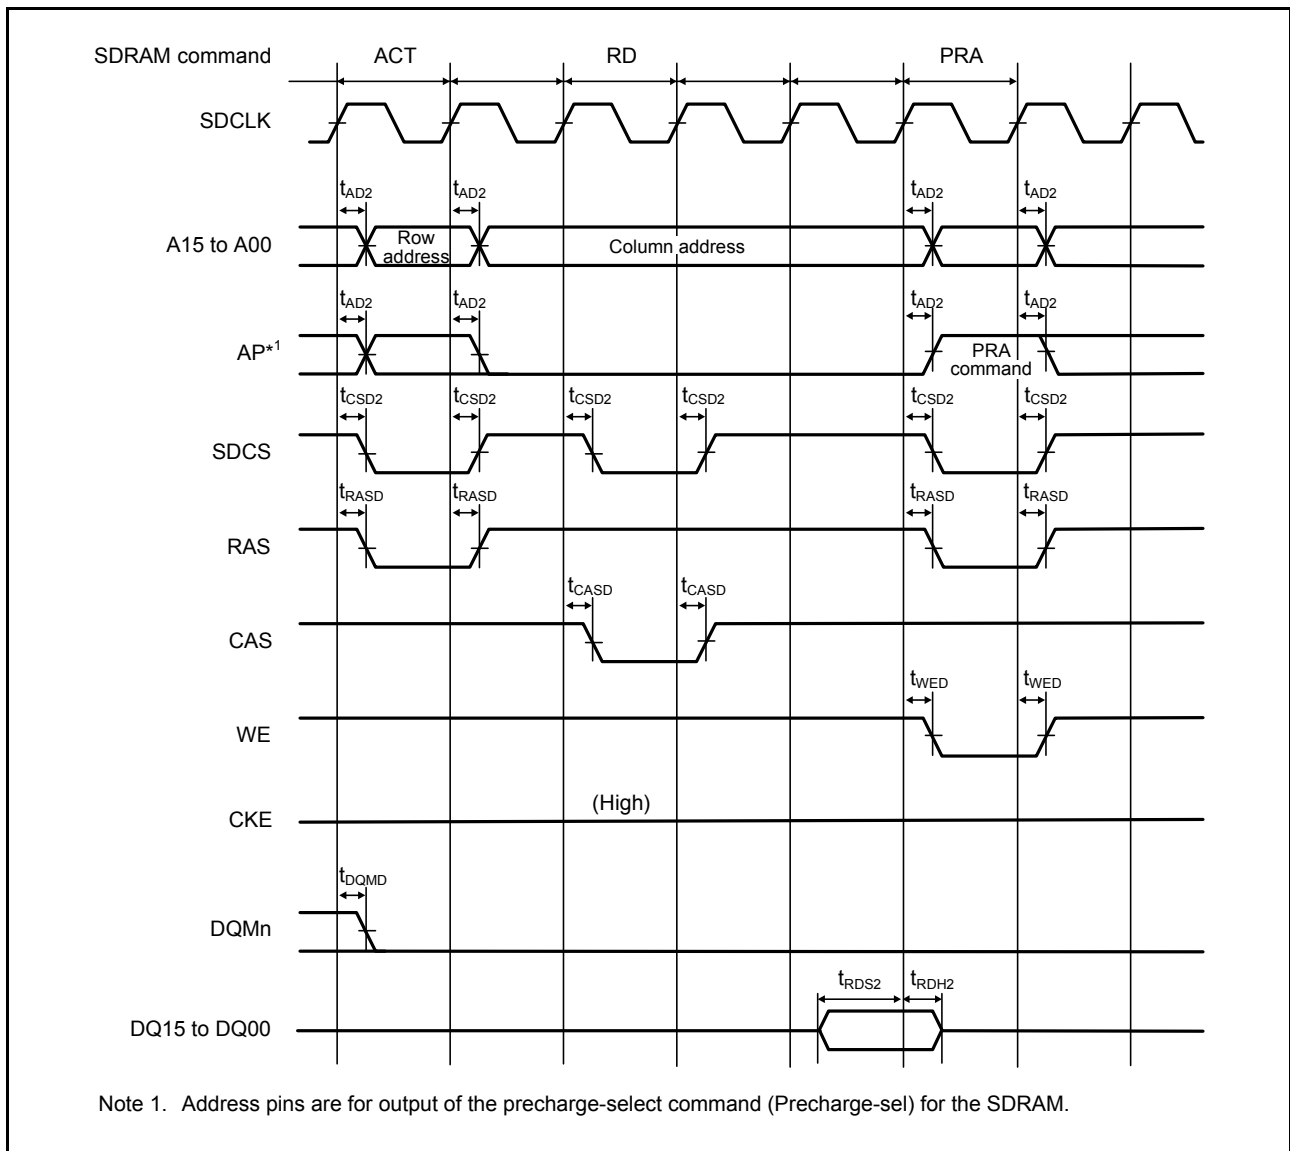 SDRAM command ACT RD PRA
SDCLK
tAD2 tAD2 tAD2 tAD2
A15 to A00 Row address Column address
tAD2 tAD2 tAD2 tAD2
AP*1 PRA command
tCSD2 tCSD2 tCSD2 tCSD2 tCSD2 tCSD2
SDCS
tRASD tRASD tRASD tRASD
RAS
tCASD tCASD
CAS
tWED tWED
WE
(High)
CKE
tDQMD
DQMn
tRDS2 tRDH2
DQ15 to DQ00
Note 1. Address pins are for output of the precharge-select command (Precharge-sel) for the SDRAM.